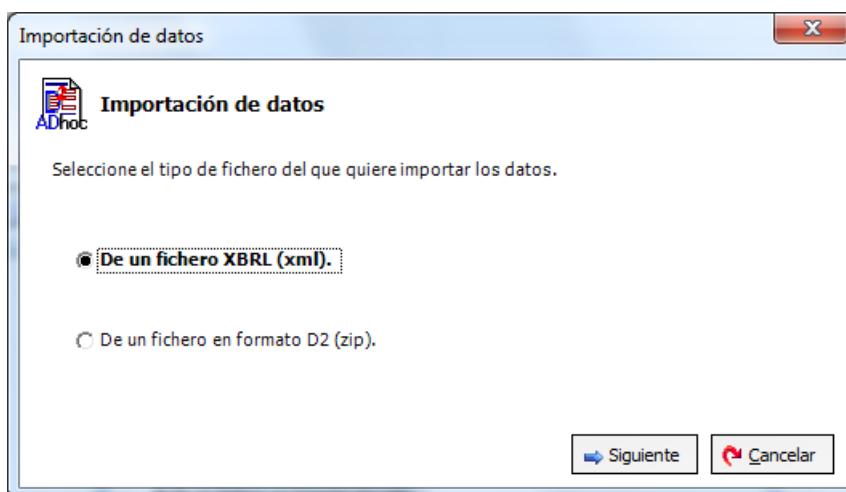 Importación de datos
ADhoc
Importación de datos
Seleccione el tipo de fichero del que quiere importar los datos.
De un fichero XBRL (xml).
De un fichero en formato D2 (zip).
Siguiente
Cancelar